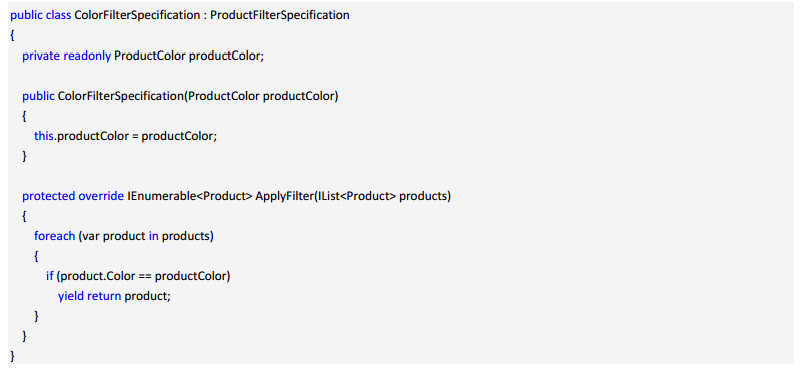 public class ColorFilterSpecification : ProductFilterSpecification
{
private readonly ProductColor productColor;
public ColorFilterSpecification(ProductColor productColor)
{
this.productColor = productColor;
}
protected override IEnumerable<Product> ApplyFilter(IList<Product> products)
{
foreach (var product in products)
{
if (product.Color == productColor)
yield return product;
}
}
}